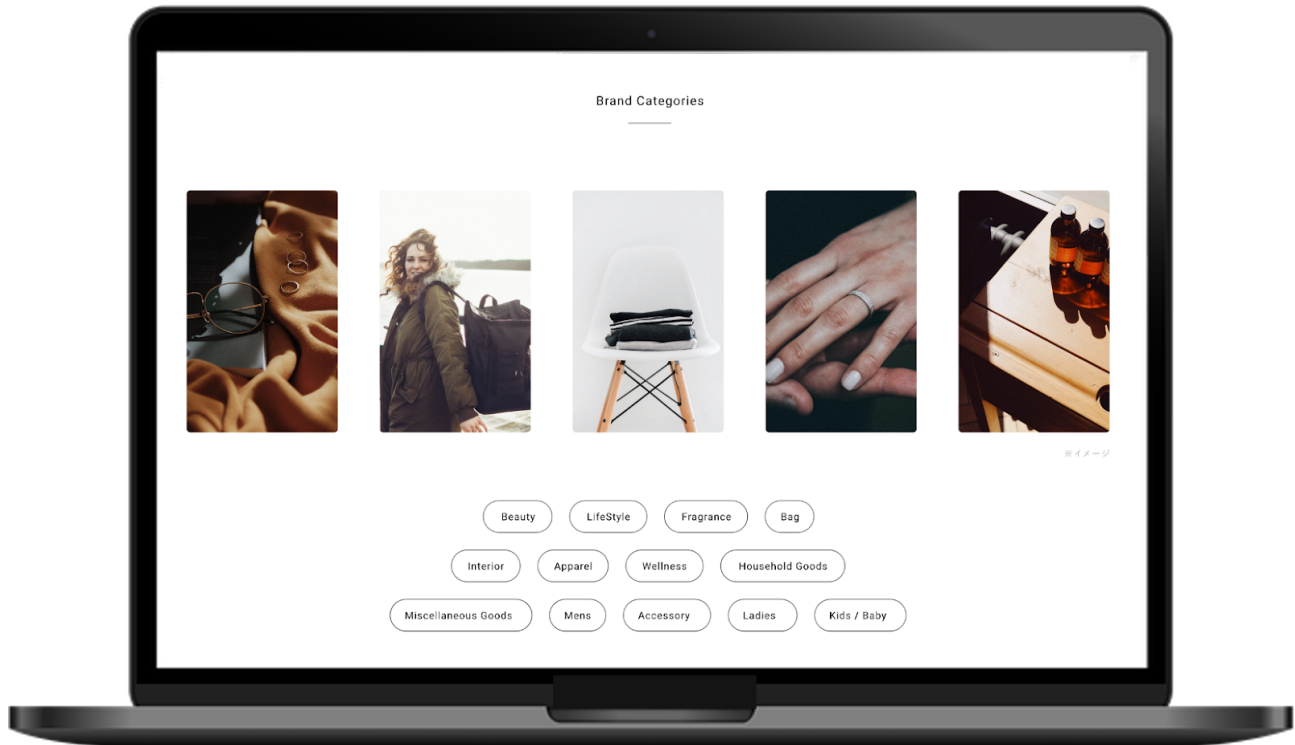 Brand Categories
※イメージ
Beauty LifeStyle Fragrance Bag
Interior Apparel Wellness Household Goods
Miscellaneous Goods Mens Accessory Ladies Kids / Baby